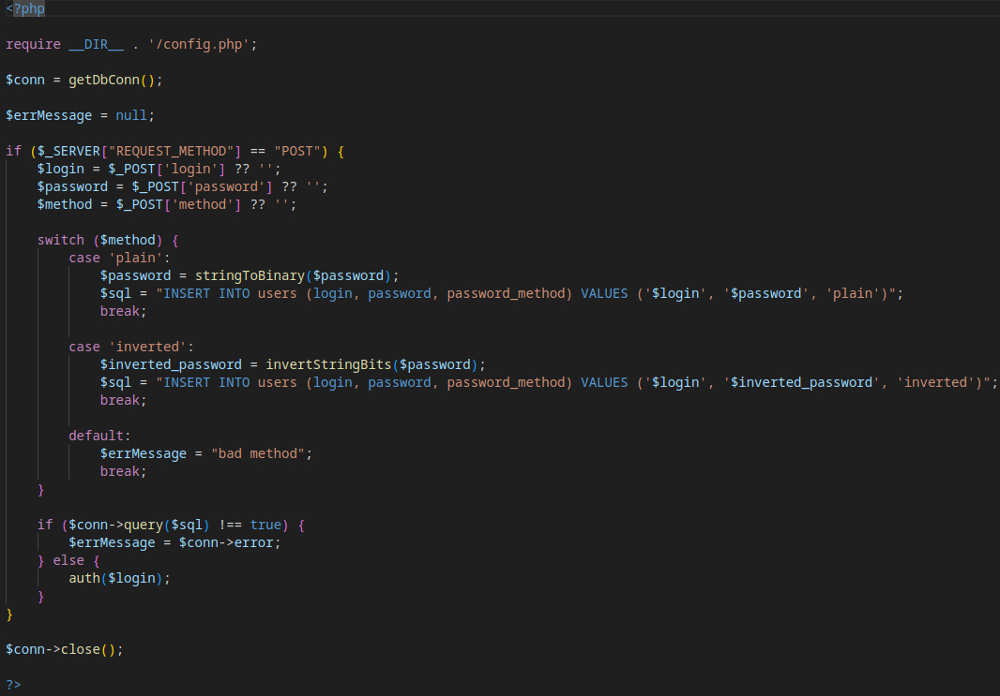 <?php
require __DIR__ . '/config.php';
$conn = getDbConn();
$errMessage = null;
if ($_SERVER["REQUEST_METHOD"] == "POST") {
    $login = $_POST['login'] ?? '';
    $password = $_POST['password'] ?? '';
    $method = $_POST['method'] ?? '';
    switch ($method) {
        case 'plain':
            $password = stringToBinary($password);
            $sql = "INSERT INTO users (login, password, password_method) VALUES ('$login', '$password', 'plain')";
            break;
        case 'inverted':
            $inverted_password = invertStringBits($password);
            $sql = "INSERT INTO users (login, password, password_method) VALUES ('$login', '$inverted_password', 'inverted')";
            break;
        default:
            $errMessage = "bad method";
            break;
    }
    if ($conn->query($sql) !== true) {
        $errMessage = $conn->error;
    } else {
        auth($login);
    }
}
$conn->close();
?>